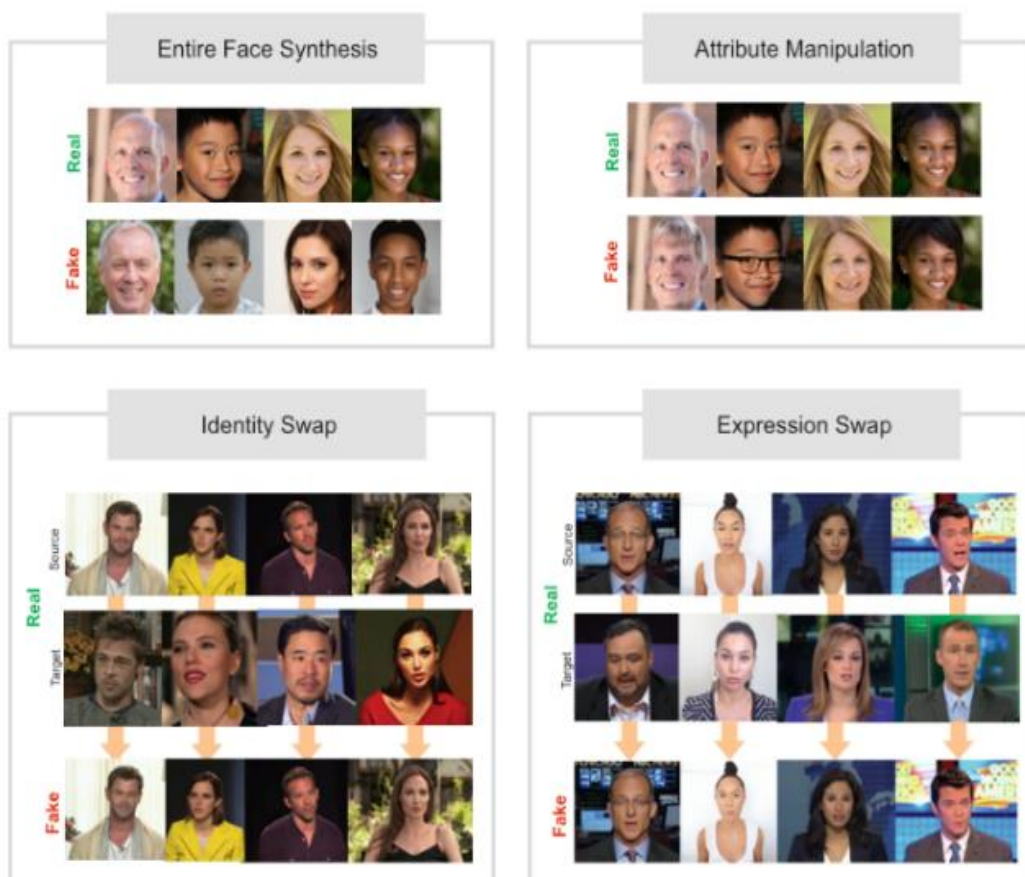 Entire Face Synthesis
Real
Fake
Attribute Manipulation
Real
Fake
Identity Swap
Real
Source
Target
Fake
Expression Swap
Real
Source
Target
Fake